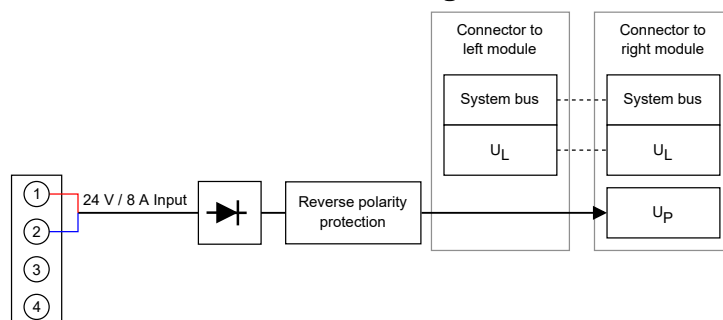 Connector to
left module
Connector to
right module
System bus
System bus
UL
UL
1
24 V / 8 A Input
Reverse polarity
protection
UP
2
3
4